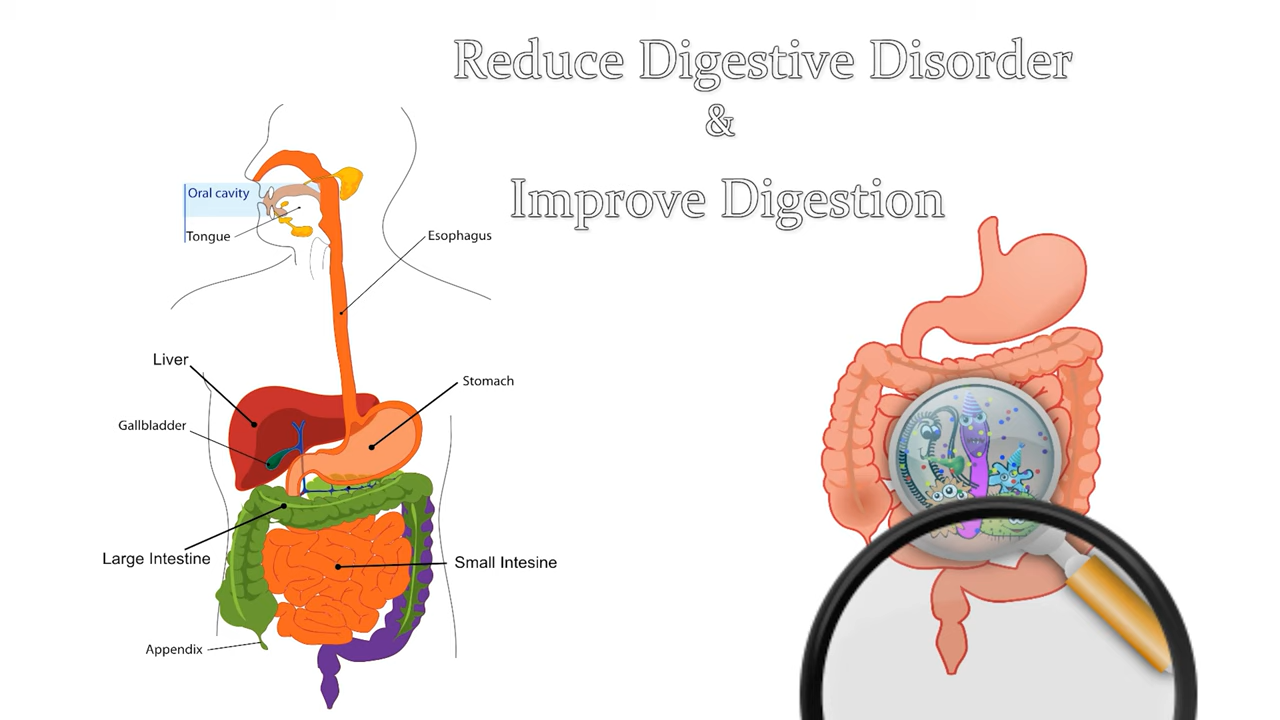 Reduce Digestive Disorder
&
Improve Digestion
Oral cavity
Tongue
Esophagus
Liver
Stomach
Gallbladder
Large Intestine
Small Intesine
Appendix